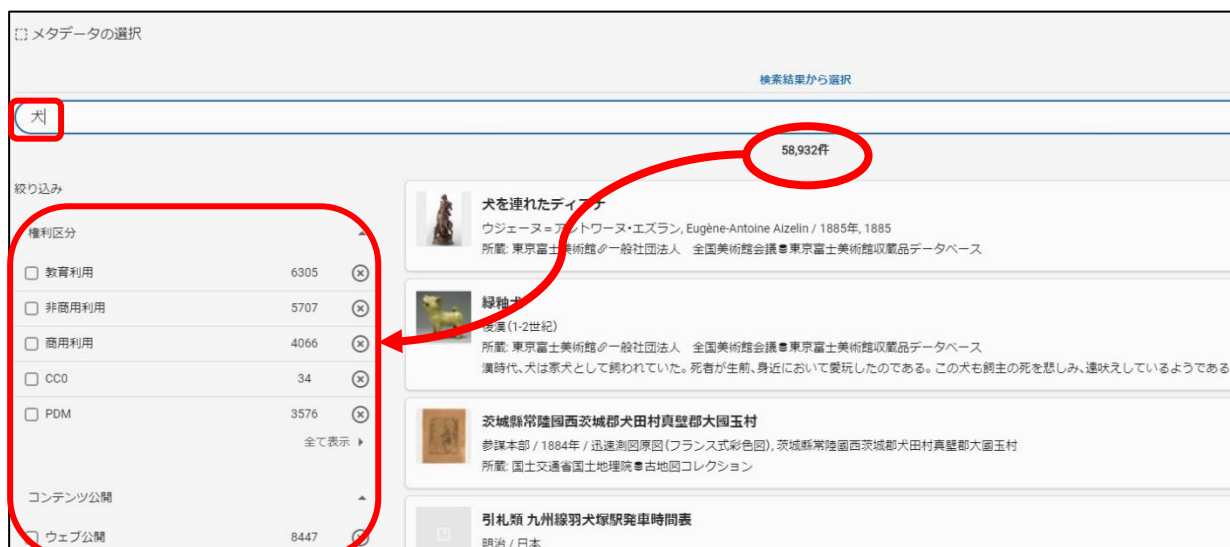 メタデータの選択
検索結果から選択
犬
58,932件
絞り込み
権利区分
教育利用 6305
非商用利用 5707
商用利用 4066
CC0 34
PDM 3576
全て表示
コンテンツ公開
ウェブ公開 8447
犬を連れたディアナ
ウジェーヌ=アントワーヌ・エズラン, Eugène-Antoine Aizelin / 1885年, 1885
所蔵: 東京富士美術館 一般社団法人 全国美術館会議 東京富士美術館収蔵品データベース
緑釉犬
後漢(1-2世紀)
所蔵: 東京富士美術館 一般社団法人 全国美術館会議 東京富士美術館収蔵品データベース
漢時代、犬は家犬として飼われていた。死者が生前、身近において愛玩したのである。この犬も飼主の死を悲しみ、遠吠えしているようである
茨城縣常陸國西茨城郡犬田村真壁郡大國玉村
参謀本部 / 1884年 / 迅速測図原図(フランス式彩色図), 茨城縣常陸國西茨城郡犬田村真壁郡大國玉村
所蔵: 国土交通省国土地理院 古地図コレクション
引札類 九州線羽犬塚駅発車時間表
明治 / 日本